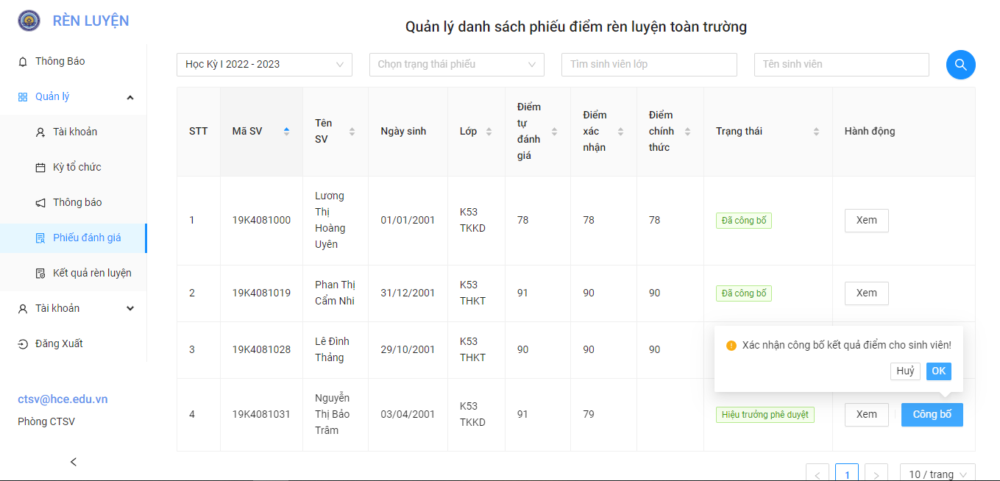 RÈN LUYỆN
Thông Báo
Quản lý
Tài khoản
Kỳ tổ chức
Thông báo
Phiếu đánh giá
Kết quả rèn luyện
Tài khoản
Đăng Xuất
ctsv@hce.edu.vn
Phòng CTSV
Quản lý danh sách phiếu điểm rèn luyện toàn trường
Học Kỳ I 2022 - 2023
Chọn trạng thái phiếu
Tìm sinh viên lớp
Tên sinh viên
STT
Mã SV
Tên
SV
Ngày sinh
Lớp
Điểm
tự
đánh
giá
Điểm
xác
nhận
Điểm
chính
thức
Trạng thái
Hành động
1
19K4081000
Lương
Thị
Hoàng
Uyên
01/01/2001
K53
TKKD
78
78
78
Đã công bố
Xem
2
19K4081019
Phan Thị
Cẩm Nhi
31/12/2001
K53
THKT
91
90
90
Đã công bố
Xem
3
19K4081028
Lê Đình
Thảng
29/10/2001
K53
THKT
90
90
90
Xác nhận công bố kết quả điểm cho sinh viên!
Huỷ
OK
4
19K4081031
Nguyễn
Thị Bảo
Trâm
03/04/2001
K53
TKKD
91
79
Hiệu trưởng phê duyệt
Xem
Công bố
1
10 / trang